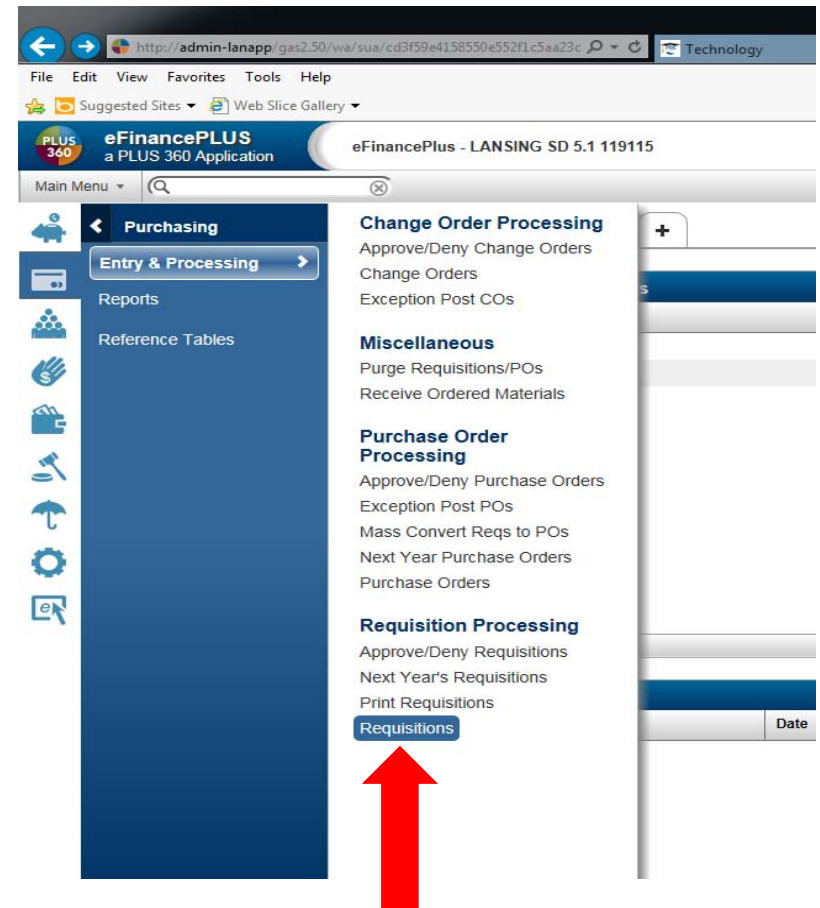 http://admin-lanapp/gas2.50/wa/sua/cd3f59e4158550e552f1c5aa23c
Technology
File Edit View Favorites Tools Help
Suggested Sites Web Slice Gallery
PLUS 360
eFinancePLUS
a PLUS 360 Application
eFinancePlus - LANSING SD 5.1 119115
Main Menu
Purchasing
Entry & Processing
Reports
Reference Tables
Change Order Processing
Approve/Deny Change Orders
Change Orders
Exception Post COs
Miscellaneous
Purge Requisitions/POs
Receive Ordered Materials
Purchase Order
Processing
Approve/Deny Purchase Orders
Exception Post POs
Mass Convert Reqs to POs
Next Year Purchase Orders
Purchase Orders
Requisition Processing
Approve/Deny Requisitions
Next Year's Requisitions
Print Requisitions
Requisitions
+
s
Date